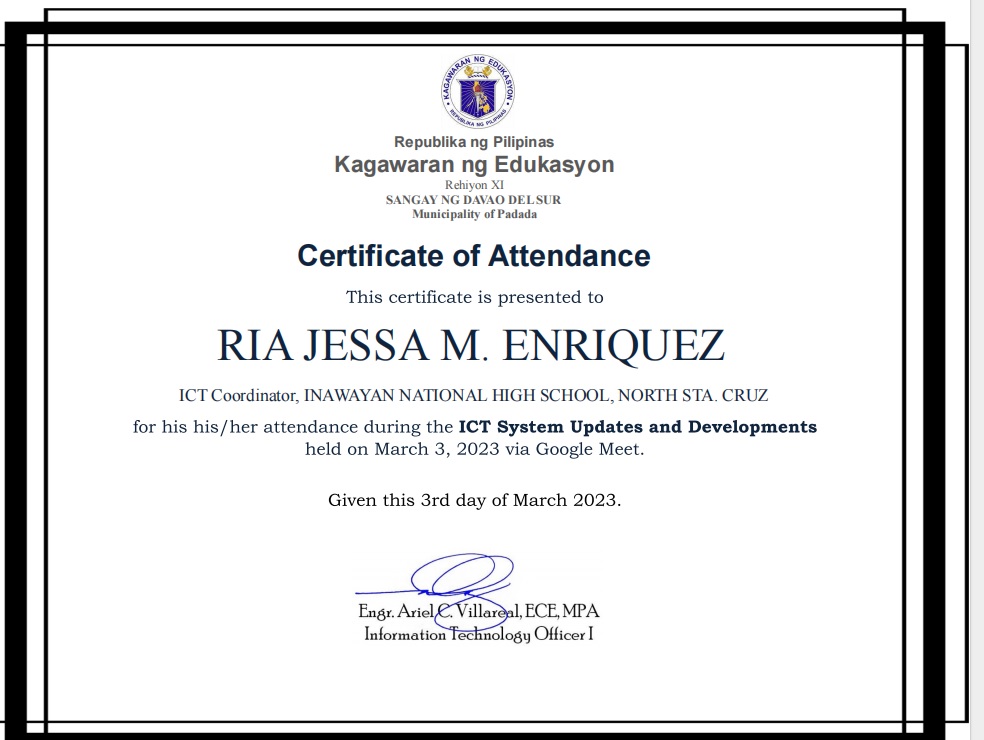 KAGAWARAN NG EDUKASYON
REPUBLIKA NG PILIPINAS
Republika ng Pilipinas
Kagawaran ng Edukasyon
Rehiyon XI
SANGAY NG DAVAO DEL SUR
Municipality of Padada
Certificate of Attendance
This certificate is presented to
RIA JESSA M. ENRIQUEZ
ICT Coordinator, INAWAYAN NATIONAL HIGH SCHOOL, NORTH STA. CRUZ
for his his/her attendance during the ICT System Updates and Developments
held on March 3, 2023 via Google Meet.
Given this 3rd day of March 2023.
Engr. Ariel C. Villareal, ECE, MPA
Information Technology Officer I